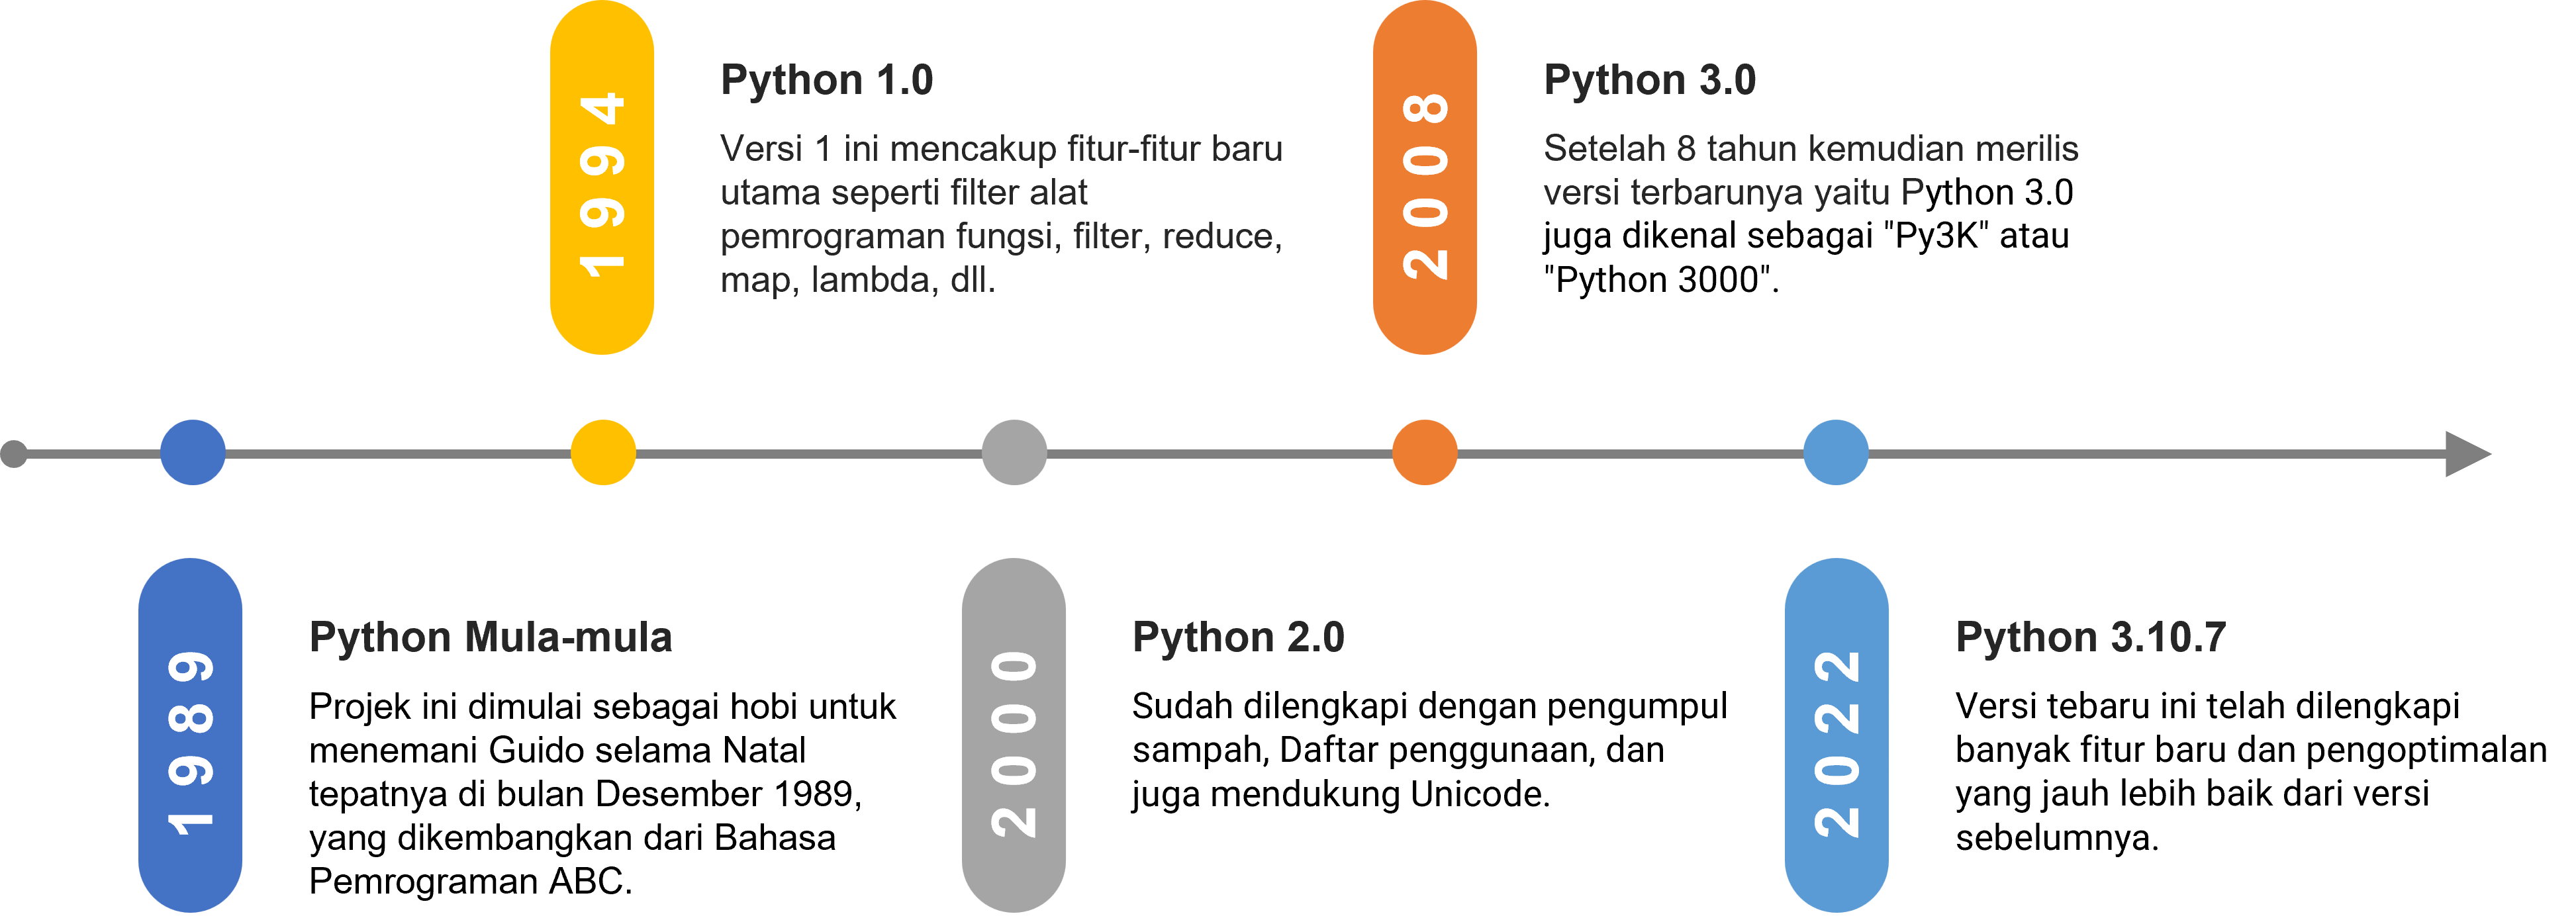 1994
Python 1.0
Versi 1 ini mencakup fitur-fitur baru
utama seperti filter alat
pemrograman fungsi, filter, reduce,
map, lambda, dll.
2008
Python 3.0
Setelah 8 tahun kemudian merilis
versi terbarunya yaitu Python 3.0
juga dikenal sebagai "Py3K" atau
"Python 3000".
1989
Python Mula-mula
Projek ini dimulai sebagai hobi untuk
menemani Guido selama Natal
tepatnya di bulan Desember 1989,
yang dikembangkan dari Bahasa
Pemrograman ABC.
2000
Python 2.0
Sudah dilengkapi dengan pengumpul
sampah, Daftar penggunaan, dan
juga mendukung Unicode.
2022
Python 3.10.7
Versi tebaru ini telah dilengkapi
banyak fitur baru dan pengoptimalan
yang jauh lebih baik dari versi
sebelumnya.